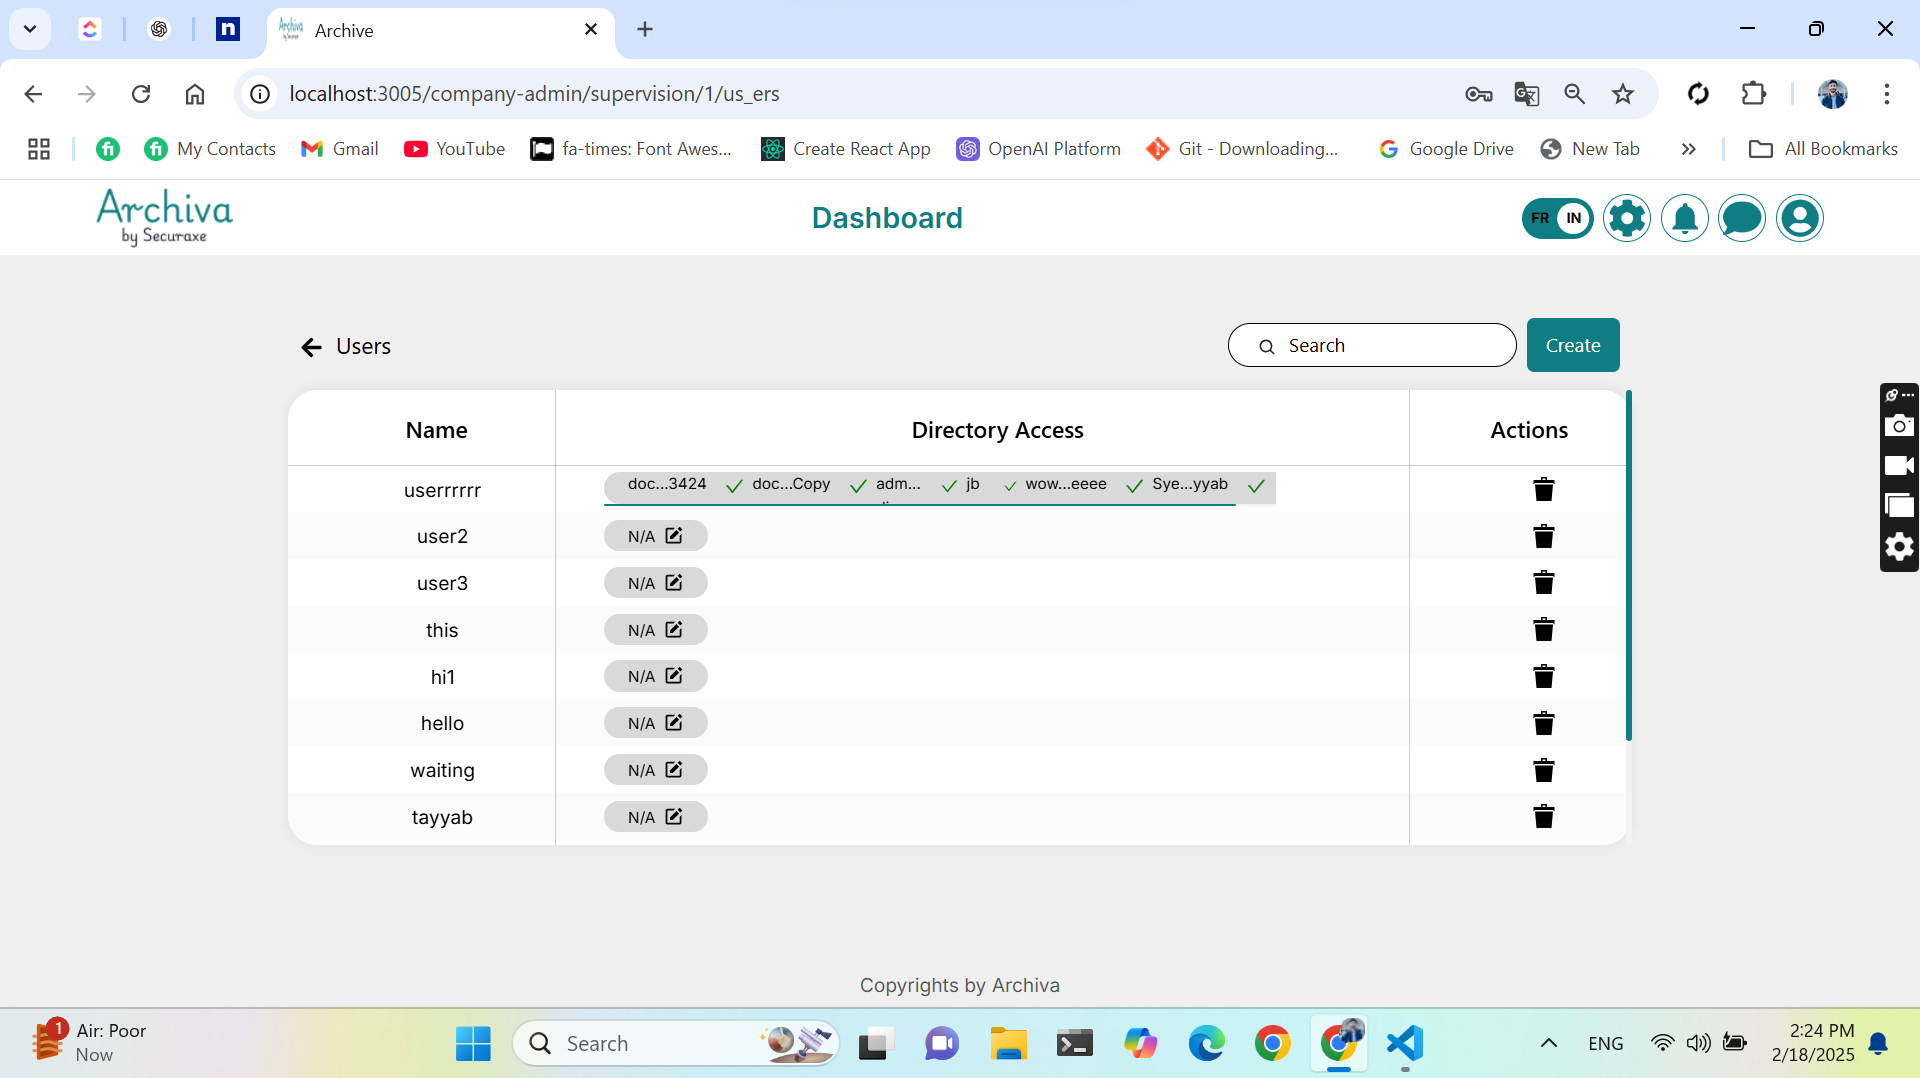 Archive
localhost:3005/company-admin/supervision/1/us_ers
My Contacts
Gmail
YouTube
fa-times: Font Awes...
Create React App
OpenAI Platform
Git - Downloading...
Google Drive
New Tab
All Bookmarks
Archiva
by Securaxe
Dashboard
FR IN
Users
Search
Create
Name Directory Access Actions
userrrrrr doc...3424 doc...Copy adm... jb wow...eeee Sye...yyab
user2 N/A
user3 N/A
this N/A
hi1 N/A
hello N/A
waiting N/A
tayyab N/A
Copyrights by Archiva
1
Air: Poor
Now
Search
ENG
2:24 PM
2/18/2025